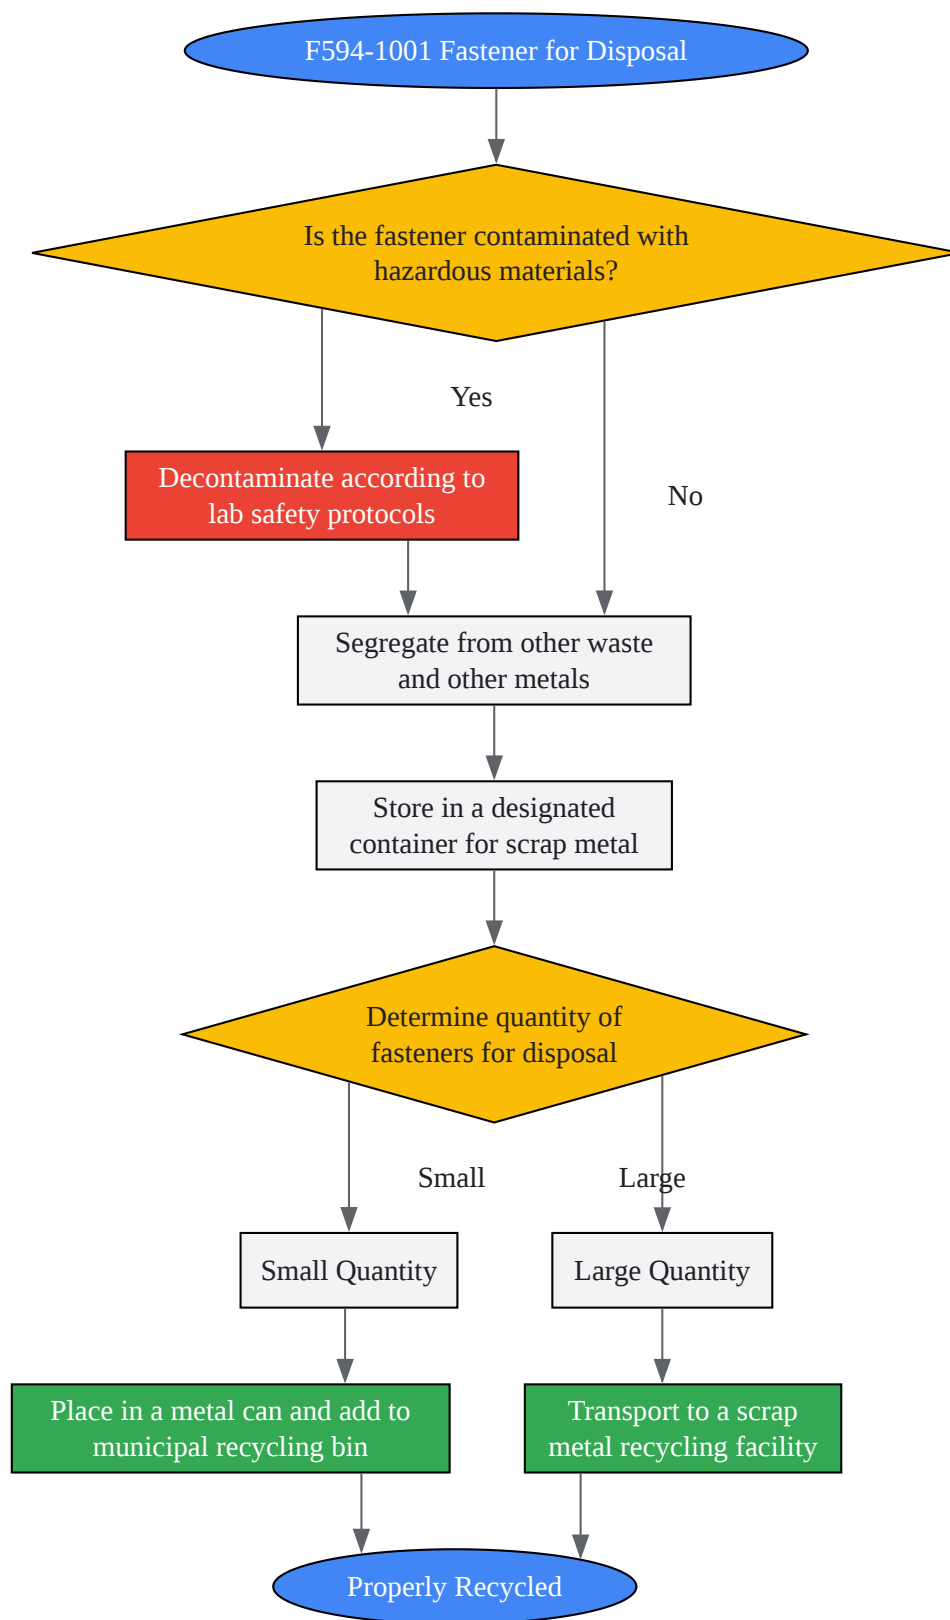 F594-1001 Fastener for Disposal
Is the fastener contaminated with
hazardous materials?
Yes
Decontaminate according to
lab safety protocols
No
Segregate from other waste
and other metals
Store in a designated
container for scrap metal
Determine quantity of
fasteners for disposal
Small
Large
Small Quantity
Large Quantity
Place in a metal can and add to
municipal recycling bin
Transport to a scrap
metal recycling facility
Properly Recycled